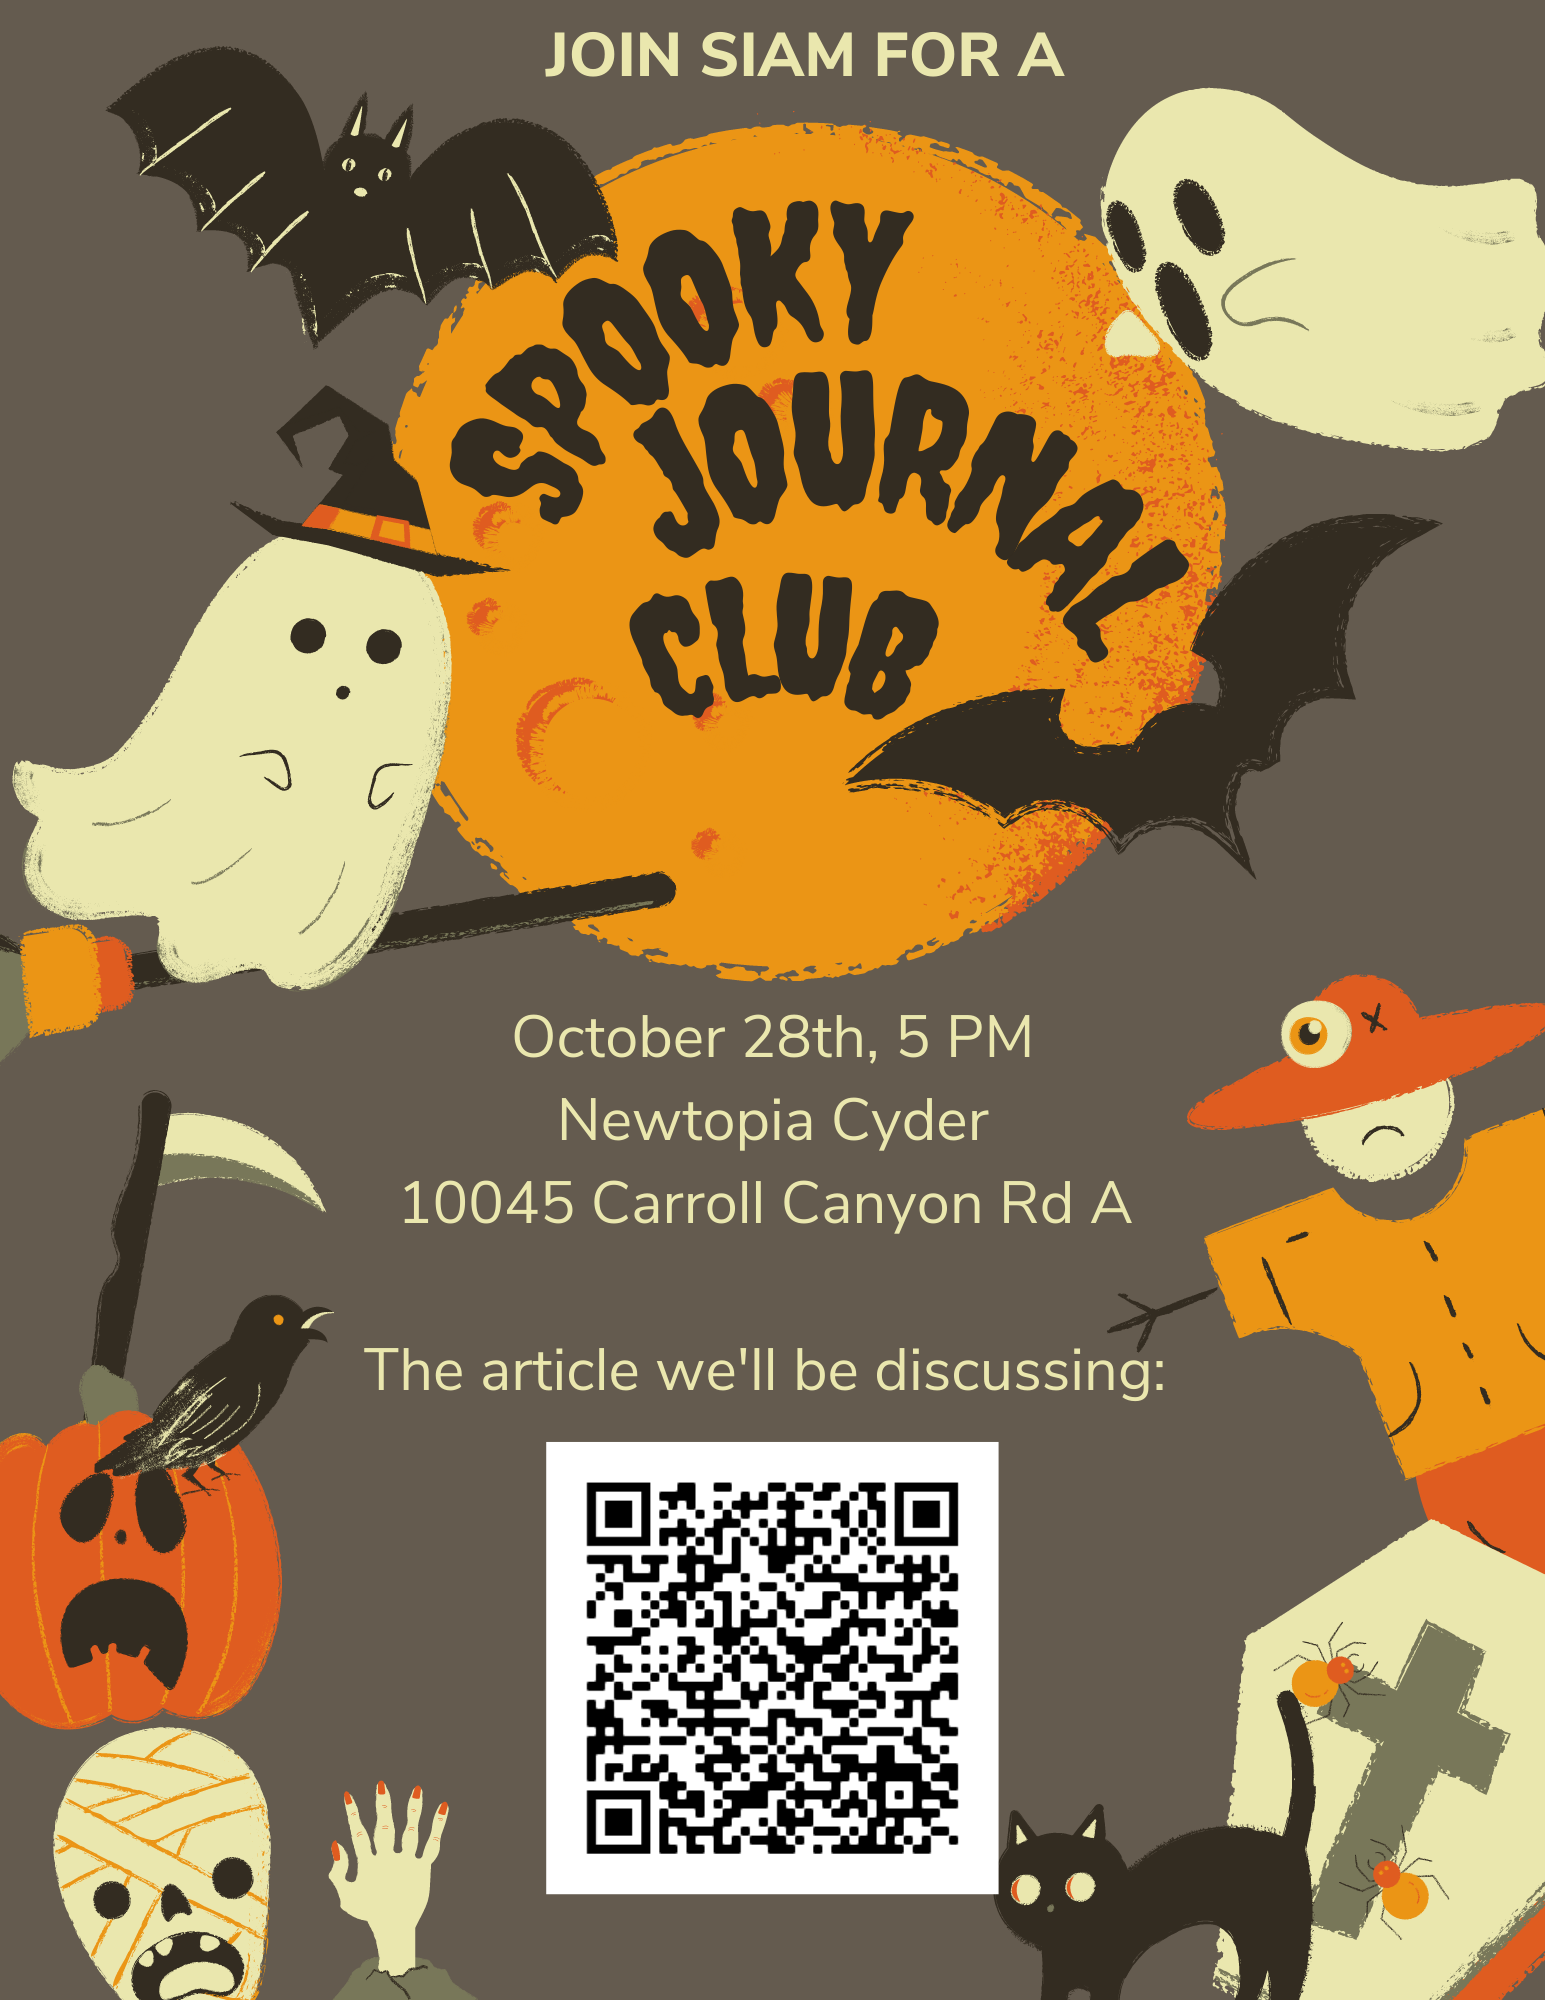 JOIN SIAM FOR A
SPOOKY
JOURNAL
CLUB
October 28th, 5 PM
Newtopia Cyder
10045 Carroll Canyon Rd A
The article we'll be discussing: